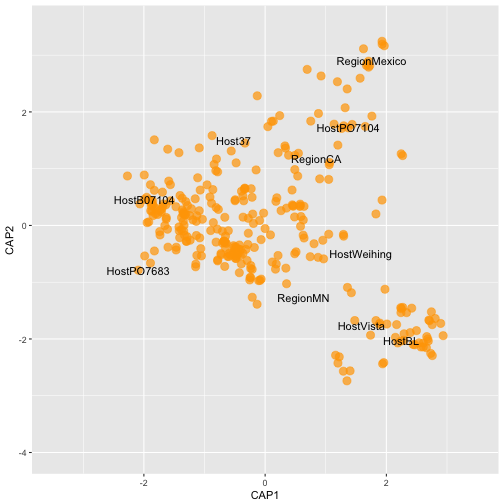 RegionMexico
2
HostPO7104
Host37
RegionCA
HostB07104
0
CAP2
HostWeihing
HostPO7683
RegionMN
HostVista
-2
HostBL
-4
-2
0
2
CAP1